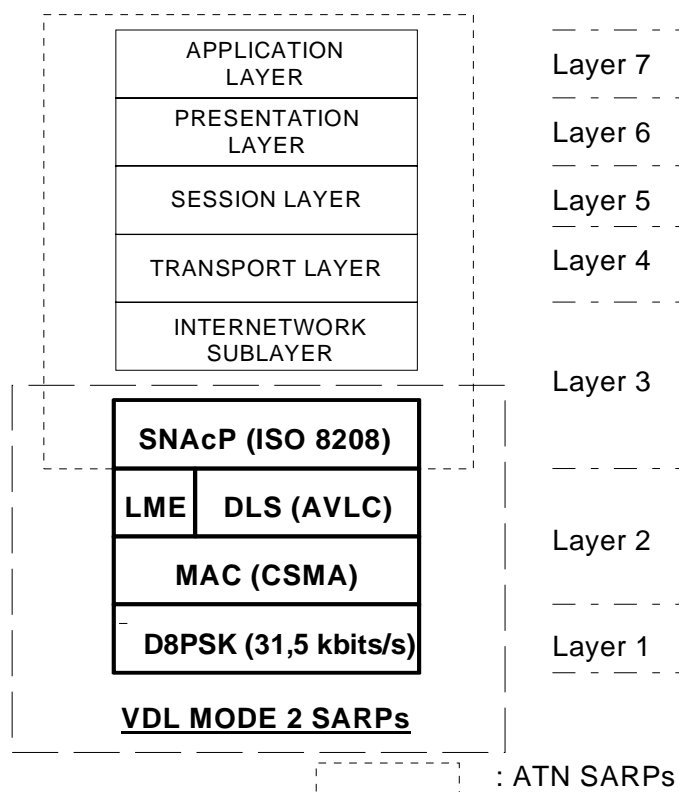 APPLICATION
LAYER
Layer 7
PRESENTATION
LAYER
Layer 6
SESSION LAYER
Layer 5
TRANSPORT LAYER
Layer 4
INTERNETWORK
SUBLAYER
Layer 3
SNAcP (ISO 8208)
LME
DLS (AVLC)
Layer 2
MAC (CSMA)
D8PSK (31,5 kbits/s)
Layer 1
VDL MODE 2 SARPs
: ATN SARPs